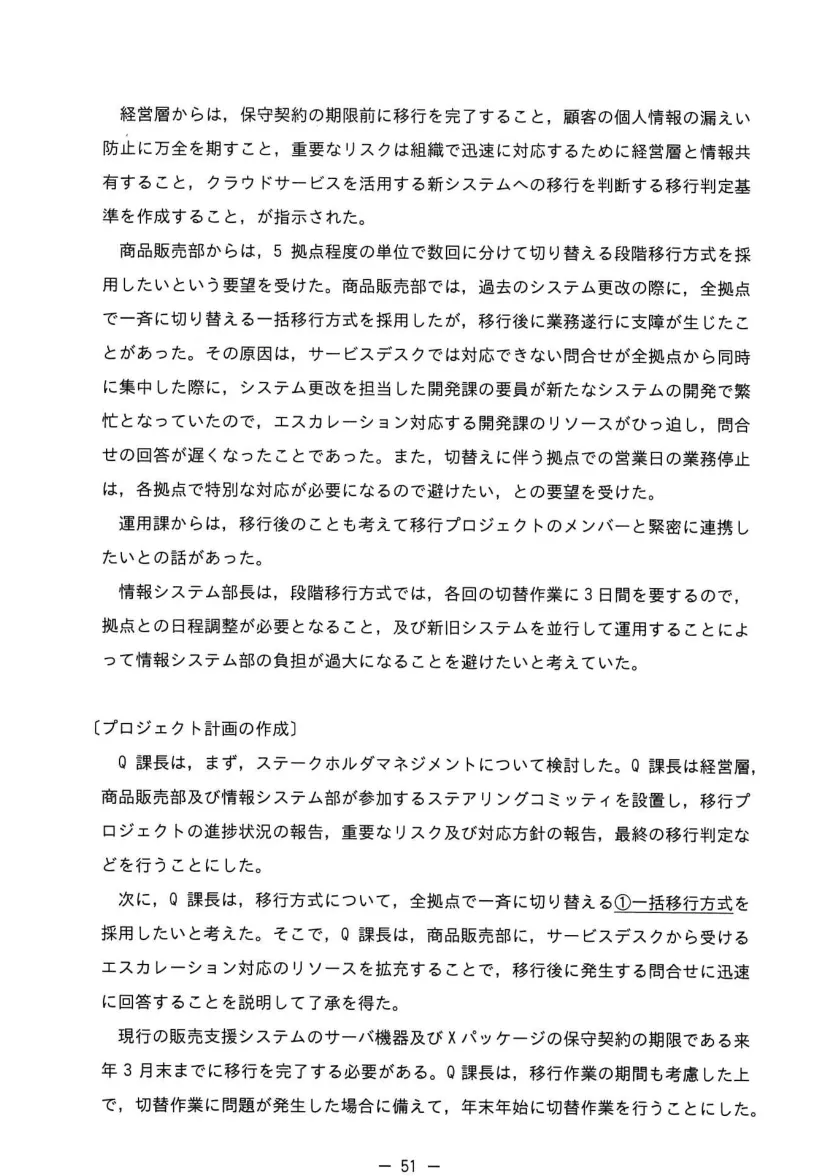 経営層からは，保守契約の期限前に移行を完了すること，顧客の個人情報の漏えい
防止に万全を期すこと，重要なリスクは組織で迅速に対応するために経営層と情報共
有すること，クラウドサービスを活用する新システムへの移行を判断する移行判定基
準を作成すること，が指示された。
商品販売部からは，5 拠点程度の単位で数回に分けて切り替える段階移行方式を採
用したいという要望を受けた。商品販売部では，過去のシステム更改の際に，全拠点
で一斉に切り替える一括移行方式を採用したが，移行後に業務遂行に支障が生じたこ
とがあった。その原因は，サービスデスクでは対応できない問合せが全拠点から同時
に集中した際に，システム更改を担当した開発課の要員が新たなシステムの開発で繁
忙となっていたので，エスカレーション対応する開発課のリソースがひっ迫し，問合
せの回答が遅くなったことであった。また，切替えに伴う拠点での営業日の業務停止
は，各拠点で特別な対応が必要になるので避けたい，との要望を受けた。
運用課からは，移行後のことも考えて移行プロジェクトのメンバーと緊密に連携し
たいとの話があった。
情報システム部長は，段階移行方式では，各回の切替作業に 3 日間を要するので，
拠点との日程調整が必要となること，及び新旧システムを並行して運用することによ
って情報システム部の負担が過大になることを避けたいと考えていた。
〔プロジェクト計画の作成〕
Q 課長は，まず，ステークホルダマネジメントについて検討した。Q 課長は経営層，
商品販売部及び情報システム部が参加するステアリングコミッティを設置し，移行プ
ロジェクトの進捗状況の報告，重要なリスク及び対応方針の報告，最終の移行判定な
どを行うことにした。
次に，Q 課長は，移行方式について，全拠点で一斉に切り替える①一括移行方式を
採用したいと考えた。そこで，Q 課長は，商品販売部に，サービスデスクから受ける
エスカレーション対応のリソースを拡充することで，移行後に発生する問合せに迅速
に回答することを説明して了承を得た。
現行の販売支援システムのサーバ機器及び X パッケージの保守契約の期限である来
年 3 月末までに移行を完了する必要がある。Q 課長は，移行作業の期間も考慮した上
で，切替作業に問題が発生した場合に備えて，年末年始に切替作業を行うことにした。
― 51 ―